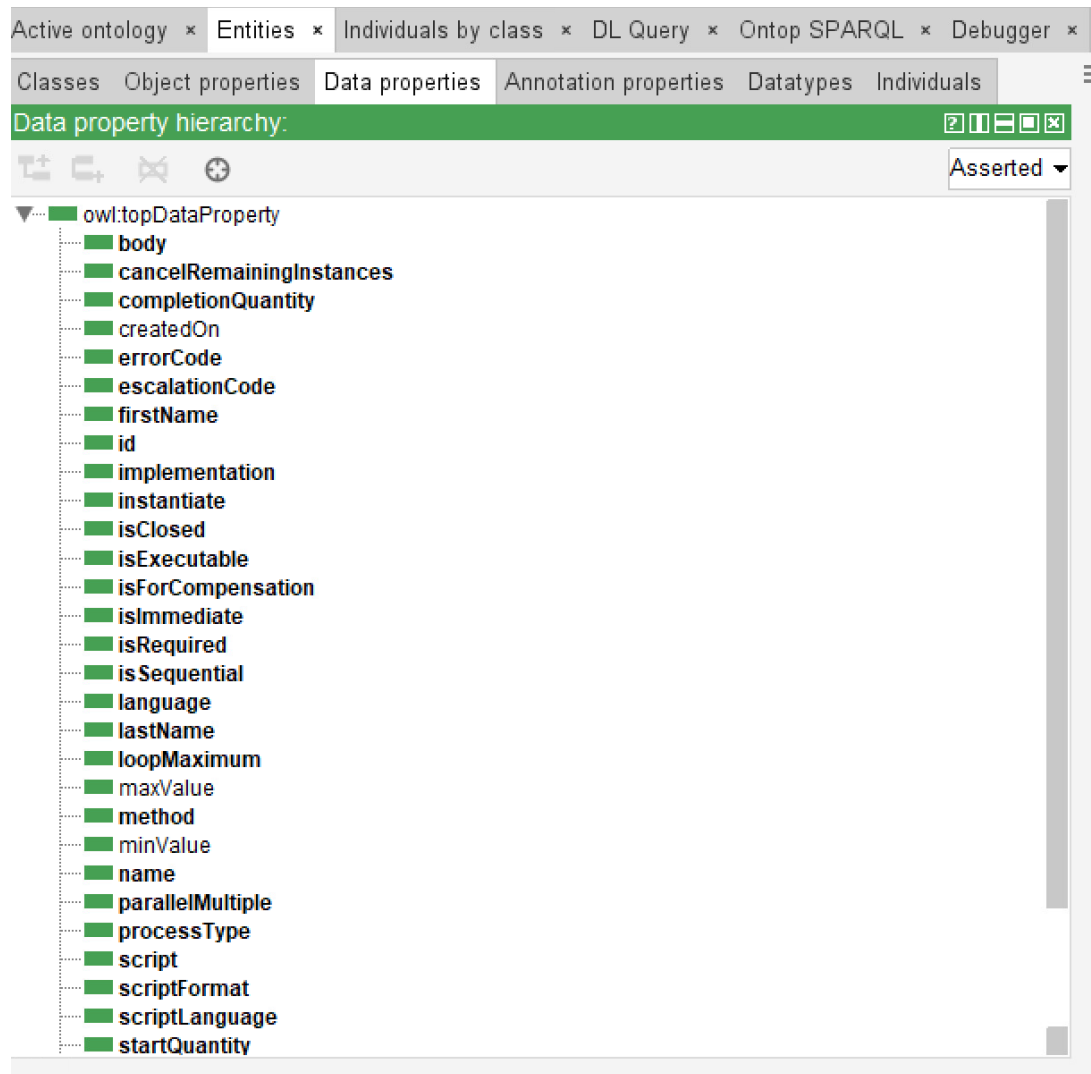 Active ontology × Entities × Individuals by class × DL Query × Ontop SPARQL × Debugger ×
Classes Object properties Data properties Annotation properties Datatypes Individuals
Data property hierarchy:
Asserted
owl:topDataProperty
body
cancelRemainingInstances
completionQuantity
createdOn
errorCode
escalationCode
firstName
id
implementation
instantiate
isClosed
isExecutable
isForCompensation
isImmediate
isRequired
isSequential
language
lastName
loopMaximum
maxValue
method
minValue
name
parallelMultiple
processType
script
scriptFormat
scriptLanguage
startQuantity